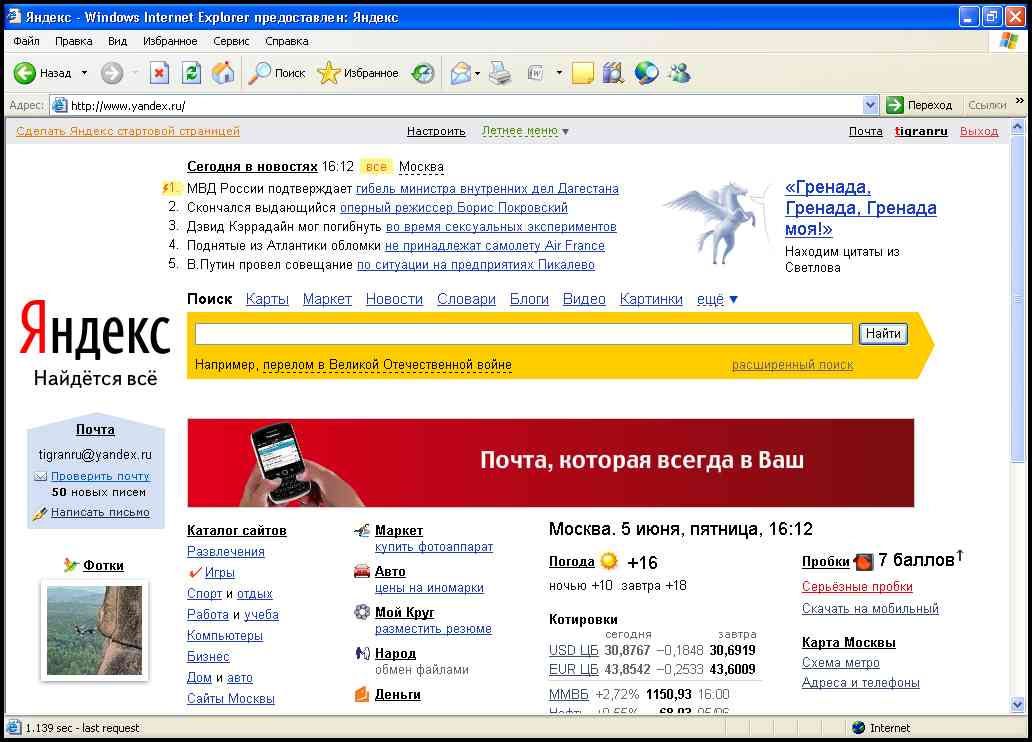 Яндекс - Windows Internet Explorer предоставлен: Яндекс
Файл Правка Вид Избранное Сервис Справка
Назад Поиск Избранное
Адрес: http://www.yandex.ru/ Переход Ссылки »
Сделать Яндекс стартовой страницей Настроить Летнее меню ▼ Почта tigranru Выход
Сегодня в новостях 16:12 все Москва
1. МВД России подтверждает гибель министра внутренних дел Дагестана
2. Скончался выдающийся оперный режиссер Борис Покровский
3. Дэвид Кэррадайн мог погибнуть во время сексуальных экспериментов
4. Поднятые из Атлантики обломки не принадлежат самолету Air France
5. В.Путин провел совещание по ситуации на предприятиях Пикалево
«Гренада,
Гренада, Гренада
моя!»
Находим цитаты из
Светлова
Яндекс
Найдётся всё
Поиск Карты Маркет Новости Словари Блоги Видео Картинки ещё ▼
Найти
Например, перелом в Великой Отечественной войне расширенный поиск
Почта
tigranru@yandex.ru
Проверить почту
50 новых писем
Написать письмо
Фотки
Почта, которая всегда в Ваш
Каталог сайтов
Развлечения
Игры
Спорт и отдых
Работа и учеба
Компьютеры
Бизнес
Дом и авто
Сайты Москвы
Маркет
купить фотоаппарат
Авто
цены на иномарки
Мой Круг
разместить резюме
Народ
обмен файлами
Деньги
Москва. 5 июня, пятница, 16:12
Погода +16
ночью +10 завтра +18
Котировки
сегодня завтра
USD ЦБ 30,8767 −0,1848 30,6919
EUR ЦБ 43,8542 −0,2533 43,6009
ММВБ +2,72% 1150,93 16:00
Нефть +0,55% 68,93 05/06
Пробки 7 баллов↑
Серьёзные пробки
Скачать на мобильный
Карта Москвы
Схема метро
Адреса и телефоны
1.139 sec - last request Internet